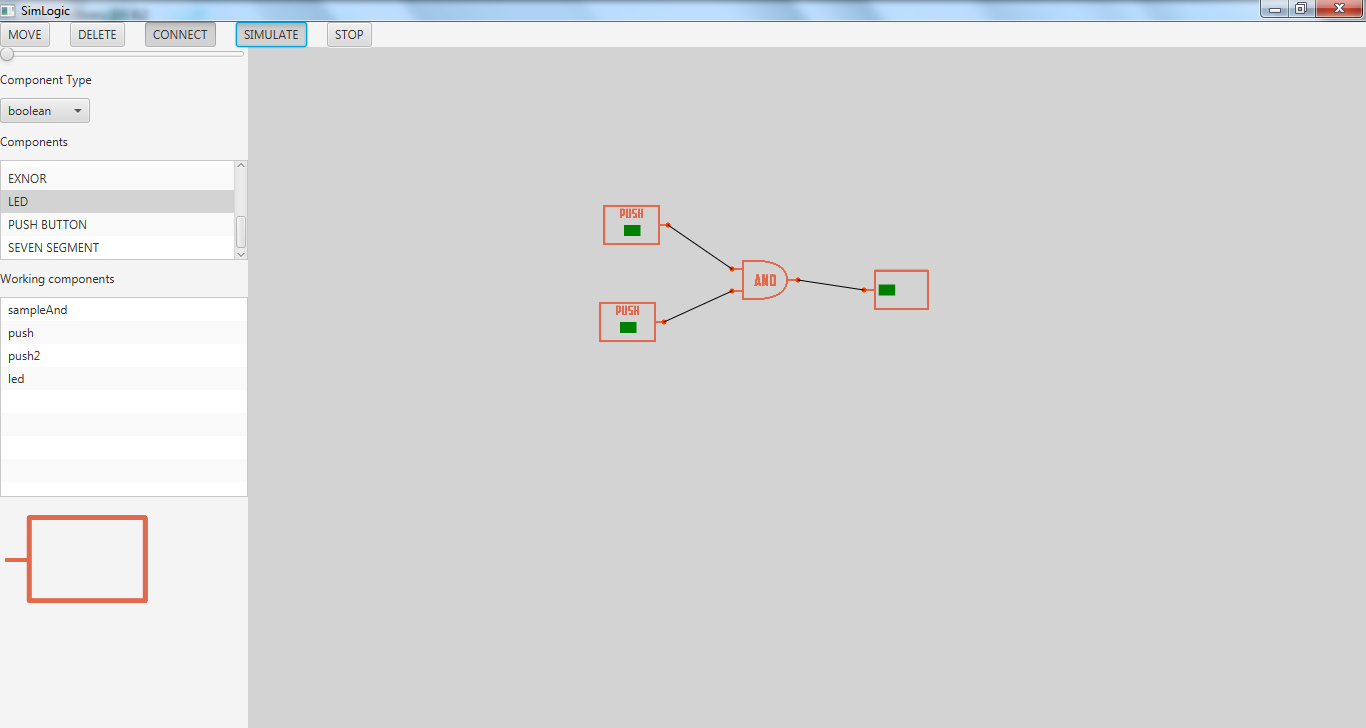 SimLogic
MOVE DELETE CONNECT SIMULATE STOP
Component Type
boolean
Components
EXNOR
LED
PUSH BUTTON
SEVEN SEGMENT
Working components
sampleAnd
push
push2
led
PUSH
AND
PUSH